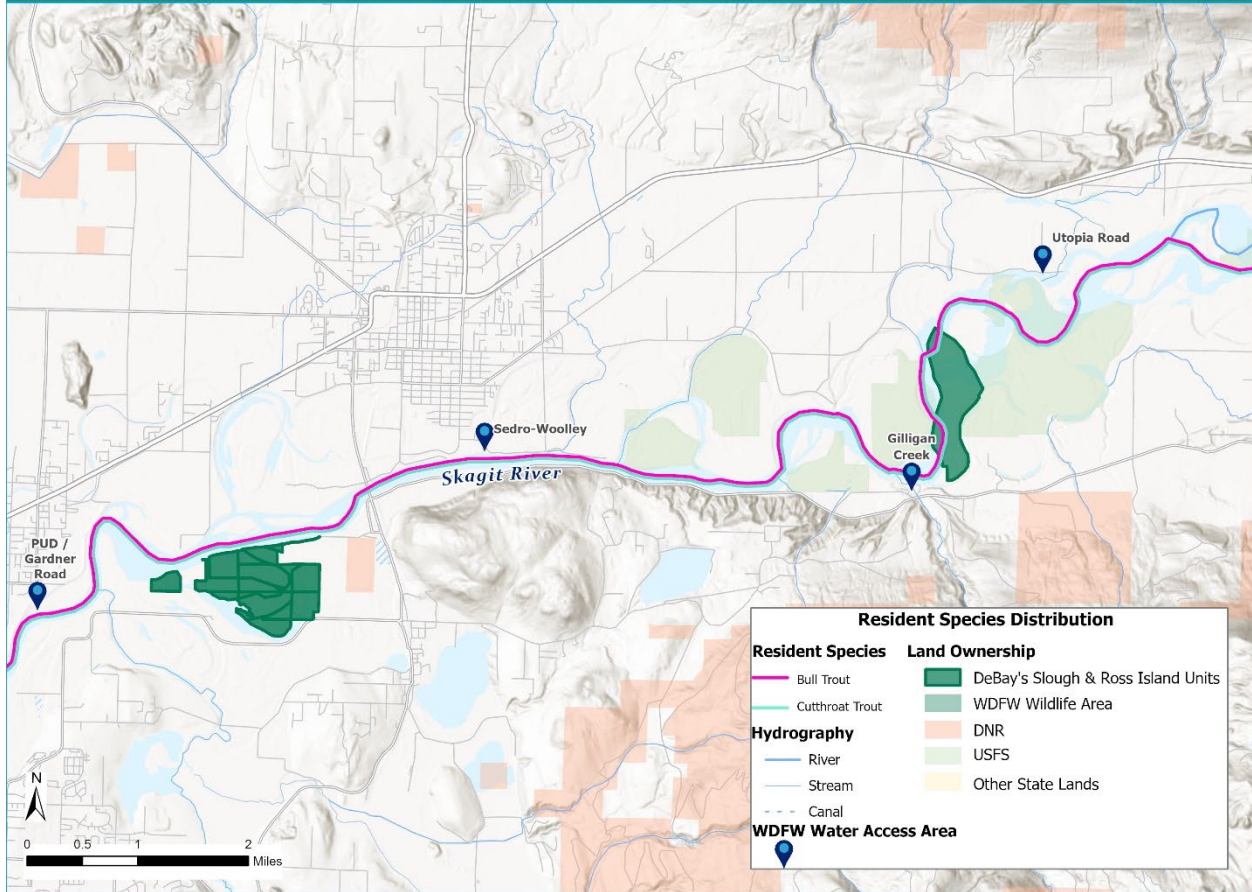 Utopia Road
Sedro-Woolley
Gilligan
Creek
Skagit River
PUD /
Gardner
Road
N
0 0.5 1 2
Miles
Resident Species Distribution
Resident Species
Bull Trout
Cutthroat Trout
Hydrography
River
Stream
Canal
WDFW Water Access Area
Land Ownership
DeBay's Slough & Ross Island Units
WDFW Wildlife Area
DNR
USFS
Other State Lands